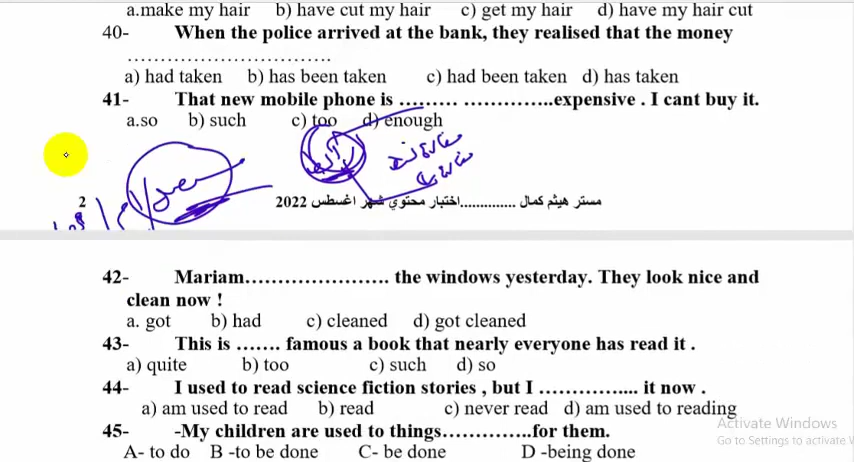 a.make my hair b) have cut my hair c) get my hair d) have my hair cut
40- When the police arrived at the bank, they realised that the money
................................
a) had taken b) has been taken c) had been taken d) has taken
41- That new mobile phone is ......... ...............expensive . I cant buy it.
a.so b) such c) too d) enough
2 مستر هيثم كمال ..............اختبار محتوي شهر اغسطس 2022
42- Mariam........................ the windows yesterday. They look nice and
clean now !
a. got b) had c) cleaned d) got cleaned
43- This is ....... famous a book that nearly everyone has read it .
a) quite b) too c) such d) so
44- I used to read science fiction stories , but I ................. it now .
a) am used to read b) read c) never read d) am used to reading
45- -My children are used to things...............for them.
A- to do B -to be done C- be done D -being done
Activate Windows
Go to Settings to activate